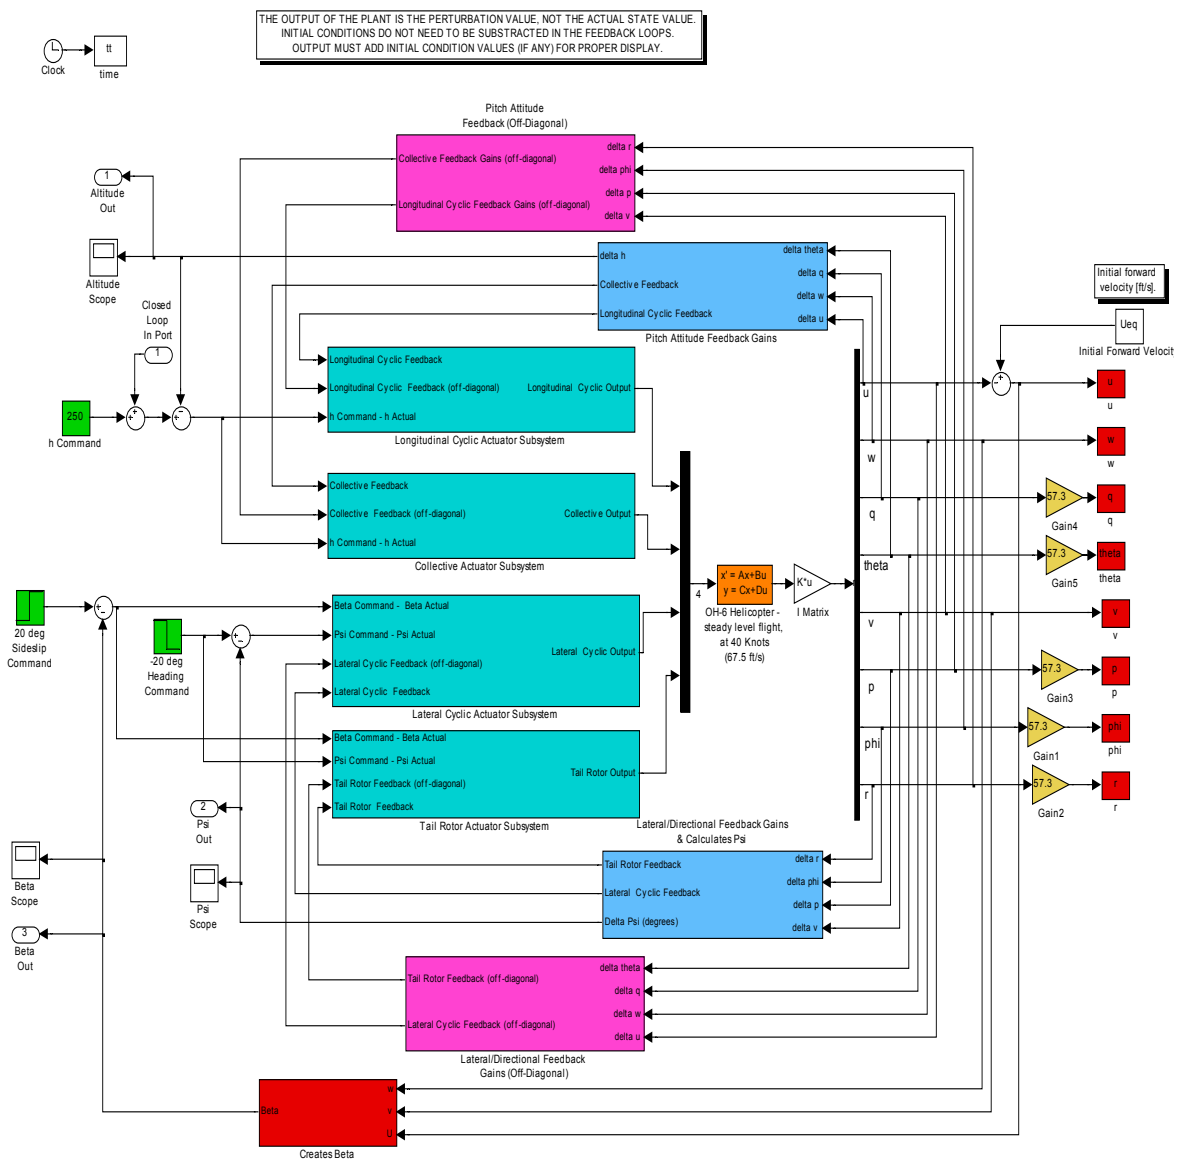 THE OUTPUT OF THE PLANT IS THE PERTURBATION VALUE, NOT THE ACTUAL STATE VALUE.
INITIAL CONDITIONS DO NOT NEED TO BE SUBSTRACTED IN THE FEEDBACK LOOPS.
OUTPUT MUST ADD INITIAL CONDITION VALUES (IF ANY) FOR PROPER DISPLAY.
Clock
tt
time
Pitch Attitude
Feedback (Off-Diagonal)
Collective Feedback Gains (off-diagonal)
Longitudinal Cyclic Feedback Gains (off-diagonal)
delta r
delta phi
delta p
delta v
1
Altitude
Out
Altitude
Scope
delta h
Collective Feedback
Longitudinal Cyclic Feedback
delta theta
delta q
delta w
delta u
Pitch Attitude Feedback Gains
Initial forward
velocity [ft/s].
Ueq
Initial Forward Velocit
Closed
Loop
In Port
1
250
h Command
Longitudinal Cyclic Feedback
Longitudinal Cyclic Feedback (off-diagonal)
h Command - h Actual
Longitudinal Cyclic Output
Longitudinal Cyclic Actuator Subsystem
Collective Feedback
Collective Feedback (off-diagonal)
h Command - h Actual
Collective Output
Collective Actuator Subsystem
4
x' = Ax+Bu
y = Cx+Du
OH-6 Helicopter -
steady level flight,
at 40 Knots
(67.5 ft/s)
K*u
I Matrix
u
w
q
theta
v
p
phi
r
u
u
w
w
57.3
Gain4
q
q
57.3
Gain5
theta
theta
v
v
57.3
Gain3
p
p
57.3
Gain1
phi
phi
57.3
Gain2
r
r
20 deg
Sideslip
Command
-20 deg
Heading
Command
Beta Command - Beta Actual
Psi Command - Psi Actual
Lateral Cyclic Feedback (off-diagonal)
Lateral Cyclic Feedback
Lateral Cyclic Output
Lateral Cyclic Actuator Subsystem
Beta Command - Beta Actual
Psi Command - Psi Actual
Tail Rotor Feedback (off-diagonal)
Tail Rotor Feedback
Tail Rotor Output
Tail Rotor Actuator Subsystem
2
Psi
Out
Psi
Scope
Beta
Scope
3
Beta
Out
Lateral/Directional Feedback Gains
& Calculates Psi
Tail Rotor Feedback
Lateral Cyclic Feedback
Delta Psi (degrees)
delta r
delta phi
delta p
delta v
Tail Rotor Feedback (off-diagonal)
Lateral Cyclic Feedback (off-diagonal)
delta theta
delta q
delta w
delta u
Lateral/Directional Feedback
Gains (Off-Diagonal)
Beta
w
v
U
Creates Beta